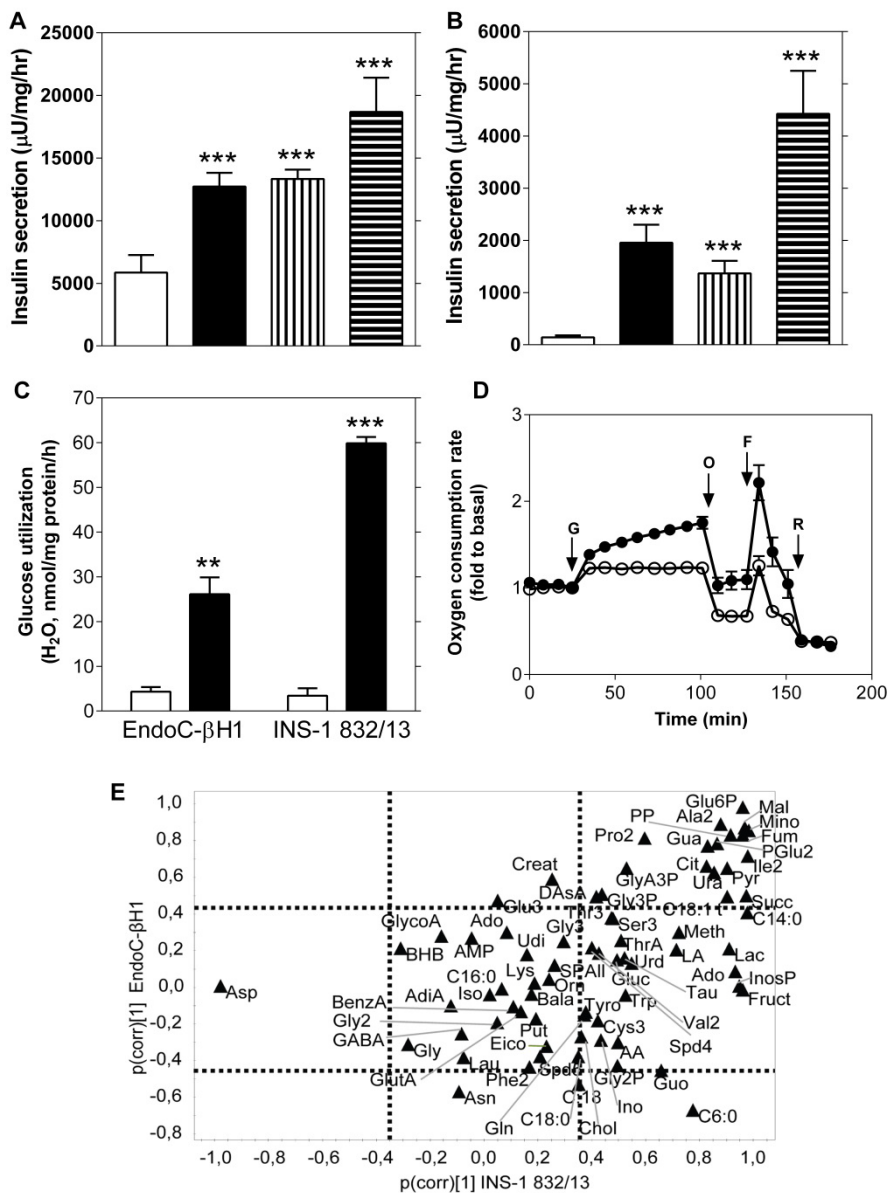 A
Insulin secretion (μU/mg/hr)
25000
20000
15000
10000
5000
0
***
***
***
B
Insulin secretion (μU/mg/hr)
6000
5000
4000
3000
2000
1000
0
***
***
***
C
Glucose utilization
(H₂O, nmol/mg protein/h)
70
60
50
40
30
20
10
0
**
***
EndoC-βH1
INS-1 832/13
D
Oxygen consumption rate
(fold to basal)
3
2
1
0
G
O
F
R
0
50
100
150
200
Time (min)
E
p(corr)[1] EndoC-βH1
1,0
0,8
0,6
0,4
0,2
-0,0
-0,2
-0,4
-0,6
-0,8
Glu6P
Mal
PP
Ala2
Mino
Pro2
Gua
Fum
PGlu2
Creat
Cit
Ile2
GlyA3P
Ura
Pyr
DAsA
Glu3
Gly3P
C18:1 t
Succ
Thr3
C14:0
GlycoA
Ado
Gly3
Ser3
Meth
BHB
AMP
Udi
ThrA
LA
Lac
Lys
SPAll
Urd
C16:0
Gluc
Ado
InosP
Asp
AdiA
Iso
Orn
Tau
BenzA
Bala
Tyro
Trp
Fruct
Gly2
Put
Cys3
Val2
GABA
Eico
AA
Spd4
Gly
Lau
Spd6
Gly2P
GlutA
Phe2
Guo
Asn
C18
C18:0
Ino
C6:0
Gln
Chol
-1,0
-0,8
-0,6
-0,4
-0,2
0,0
0,2
0,4
0,6
0,8
1,0
p(corr)[1] INS-1 832/13